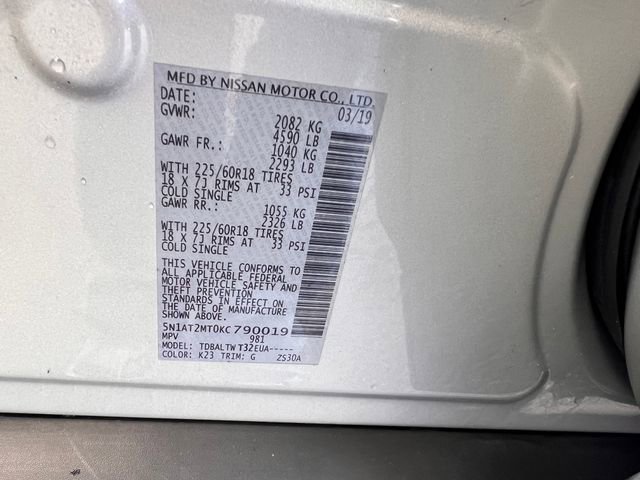 MFD BY NISSAN MOTOR CO., LTD.
DATE: 03/19
GVWR: 2082 KG
4590 LB
GAWR FR.: 1040 KG
2293 LB
WITH 225/60R18 TIRES
18 X 7J RIMS AT 33 PSI
COLD SINGLE
GAWR RR.: 1055 KG
2326 LB
WITH 225/60R18 TIRES
18 X 7J RIMS AT 33 PSI
COLD SINGLE
THIS VEHICLE CONFORMS TO
ALL APPLICABLE FEDERAL
MOTOR VEHICLE SAFETY AND
THEFT PREVENTION
STANDARDS IN EFFECT ON
THE DATE OF MANUFACTURE
SHOWN ABOVE.
5N1AT2MT0KC790019
MPV 981
MODEL: TDBALTW T32EUA-----
COLOR: K23 TRIM: G ZS30A